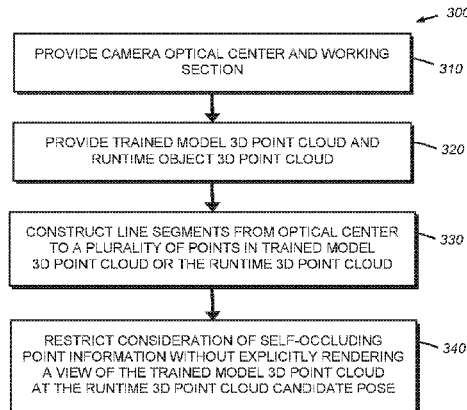 300
PROVIDE CAMERA OPTICAL CENTER AND WORKING
SECTION
310
PROVIDE TRAINED MODEL 3D POINT CLOUD AND
RUNTIME OBJECT 3D POINT CLOUD
320
CONSTRUCT LINE SEGMENTS FROM OPTICAL CENTER
TO A PLURALITY OF POINTS IN TRAINED MODEL
3D POINT CLOUD OR THE RUNTIME 3D POINT CLOUD
330
RESTRICT CONSIDERATION OF SELF-OCCLUDING
POINT INFORMATION WITHOUT EXPLICITLY RENDERING
A VIEW OF THE TRAINED MODEL 3D POINT CLOUD
AT THE RUNTIME 3D POINT CLOUD CANDIDATE POSE
340